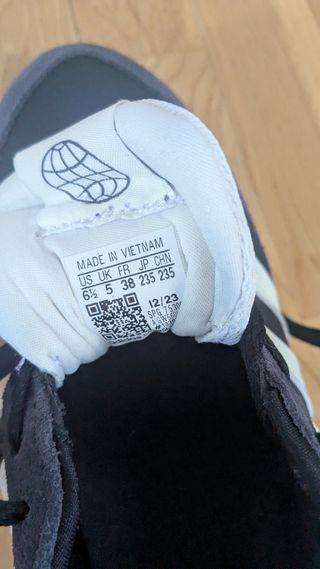 MADE IN VIETNAM
US UK FR JP CHN
6½ 5 38 235 235
12/23